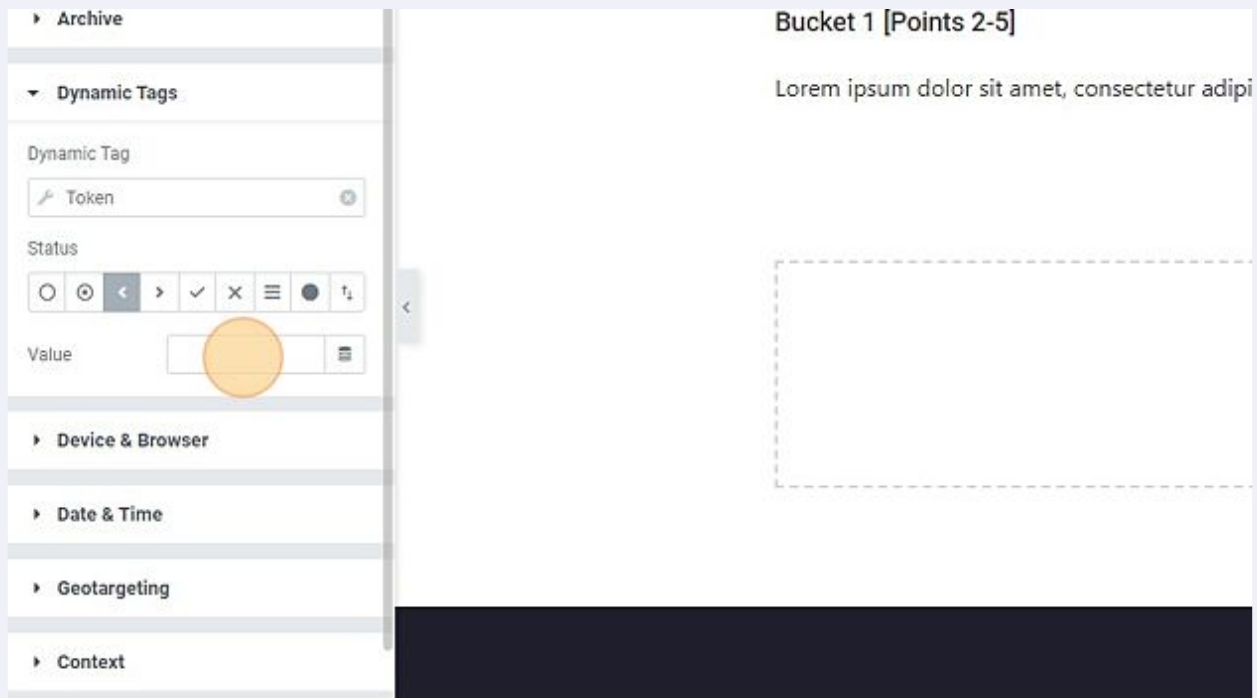 Archive
Dynamic Tags
Dynamic Tag
Token
Status
Value
Device & Browser
Date & Time
Geotargeting
Context
Bucket 1 [Points 2-5]
Lorem ipsum dolor sit amet, consectetur adipi